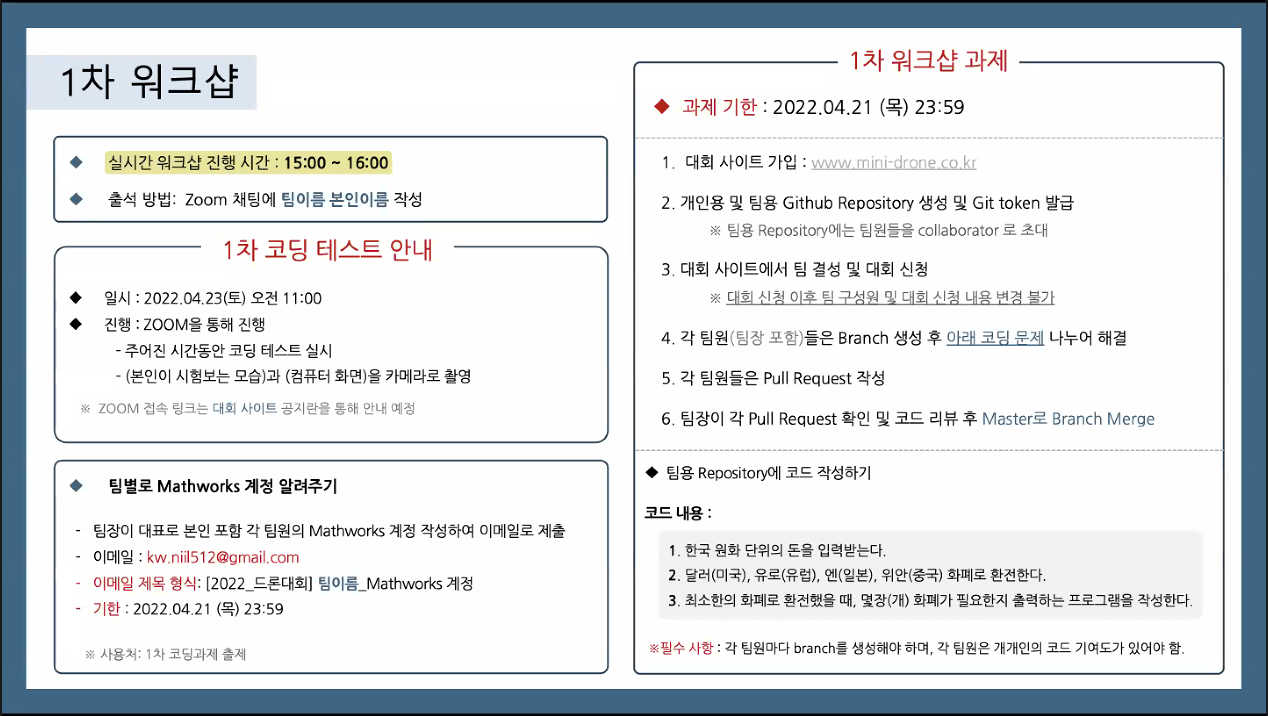 1차 워크샵
◆ 실시간 워크샵 진행 시간 : 15:00 ~ 16:00
◆ 출석 방법: Zoom 채팅에 팀이름 본인이름 작성
1차 코딩 테스트 안내
◆ 일시 : 2022.04.23(토) 오전 11:00
◆ 진행 : ZOOM을 통해 진행
- 주어진 시간동안 코딩 테스트 실시
- (본인이 시험보는 모습)과 (컴퓨터 화면)을 카메라로 촬영
※ ZOOM 접속 링크는 대회 사이트 공지란을 통해 안내 예정
◆ 팀별로 Mathworks 계정 알려주기
- 팀장이 대표로 본인 포함 각 팀원의 Mathworks 계정 작성하여 이메일로 제출
- 이메일 : kw.niil512@gmail.com
- 이메일 제목 형식: [2022_드론대회] 팀이름_Mathworks 계정
- 기한 : 2022.04.21 (목) 23:59
※ 사용처: 1차 코딩과제 출제
1차 워크샵 과제
◆ 과제 기한 : 2022.04.21 (목) 23:59
1. 대회 사이트 가입 : www.mini-drone.co.kr
2. 개인용 및 팀용 Github Repository 생성 및 Git token 발급
※ 팀용 Repository에는 팀원들을 collaborator 로 초대
3. 대회 사이트에서 팀 결성 및 대회 신청
※ 대회 신청 이후 팀 구성원 및 대회 신청 내용 변경 불가
4. 각 팀원(팀장 포함)들은 Branch 생성 후 아래 코딩 문제 나누어 해결
5. 각 팀원들은 Pull Request 작성
6. 팀장이 각 Pull Request 확인 및 코드 리뷰 후 Master로 Branch Merge
◆ 팀용 Repository에 코드 작성하기
코드 내용 :
1. 한국 원화 단위의 돈을 입력받는다.
2. 달러(미국), 유로(유럽), 엔(일본), 위안(중국) 화폐로 환전한다.
3. 최소한의 화폐로 환전했을 때, 몇장(개) 화폐가 필요한지 출력하는 프로그램을 작성한다.
※필수 사항 : 각 팀원마다 branch를 생성해야 하며, 각 팀원은 개개인의 코드 기여도가 있어야 함.